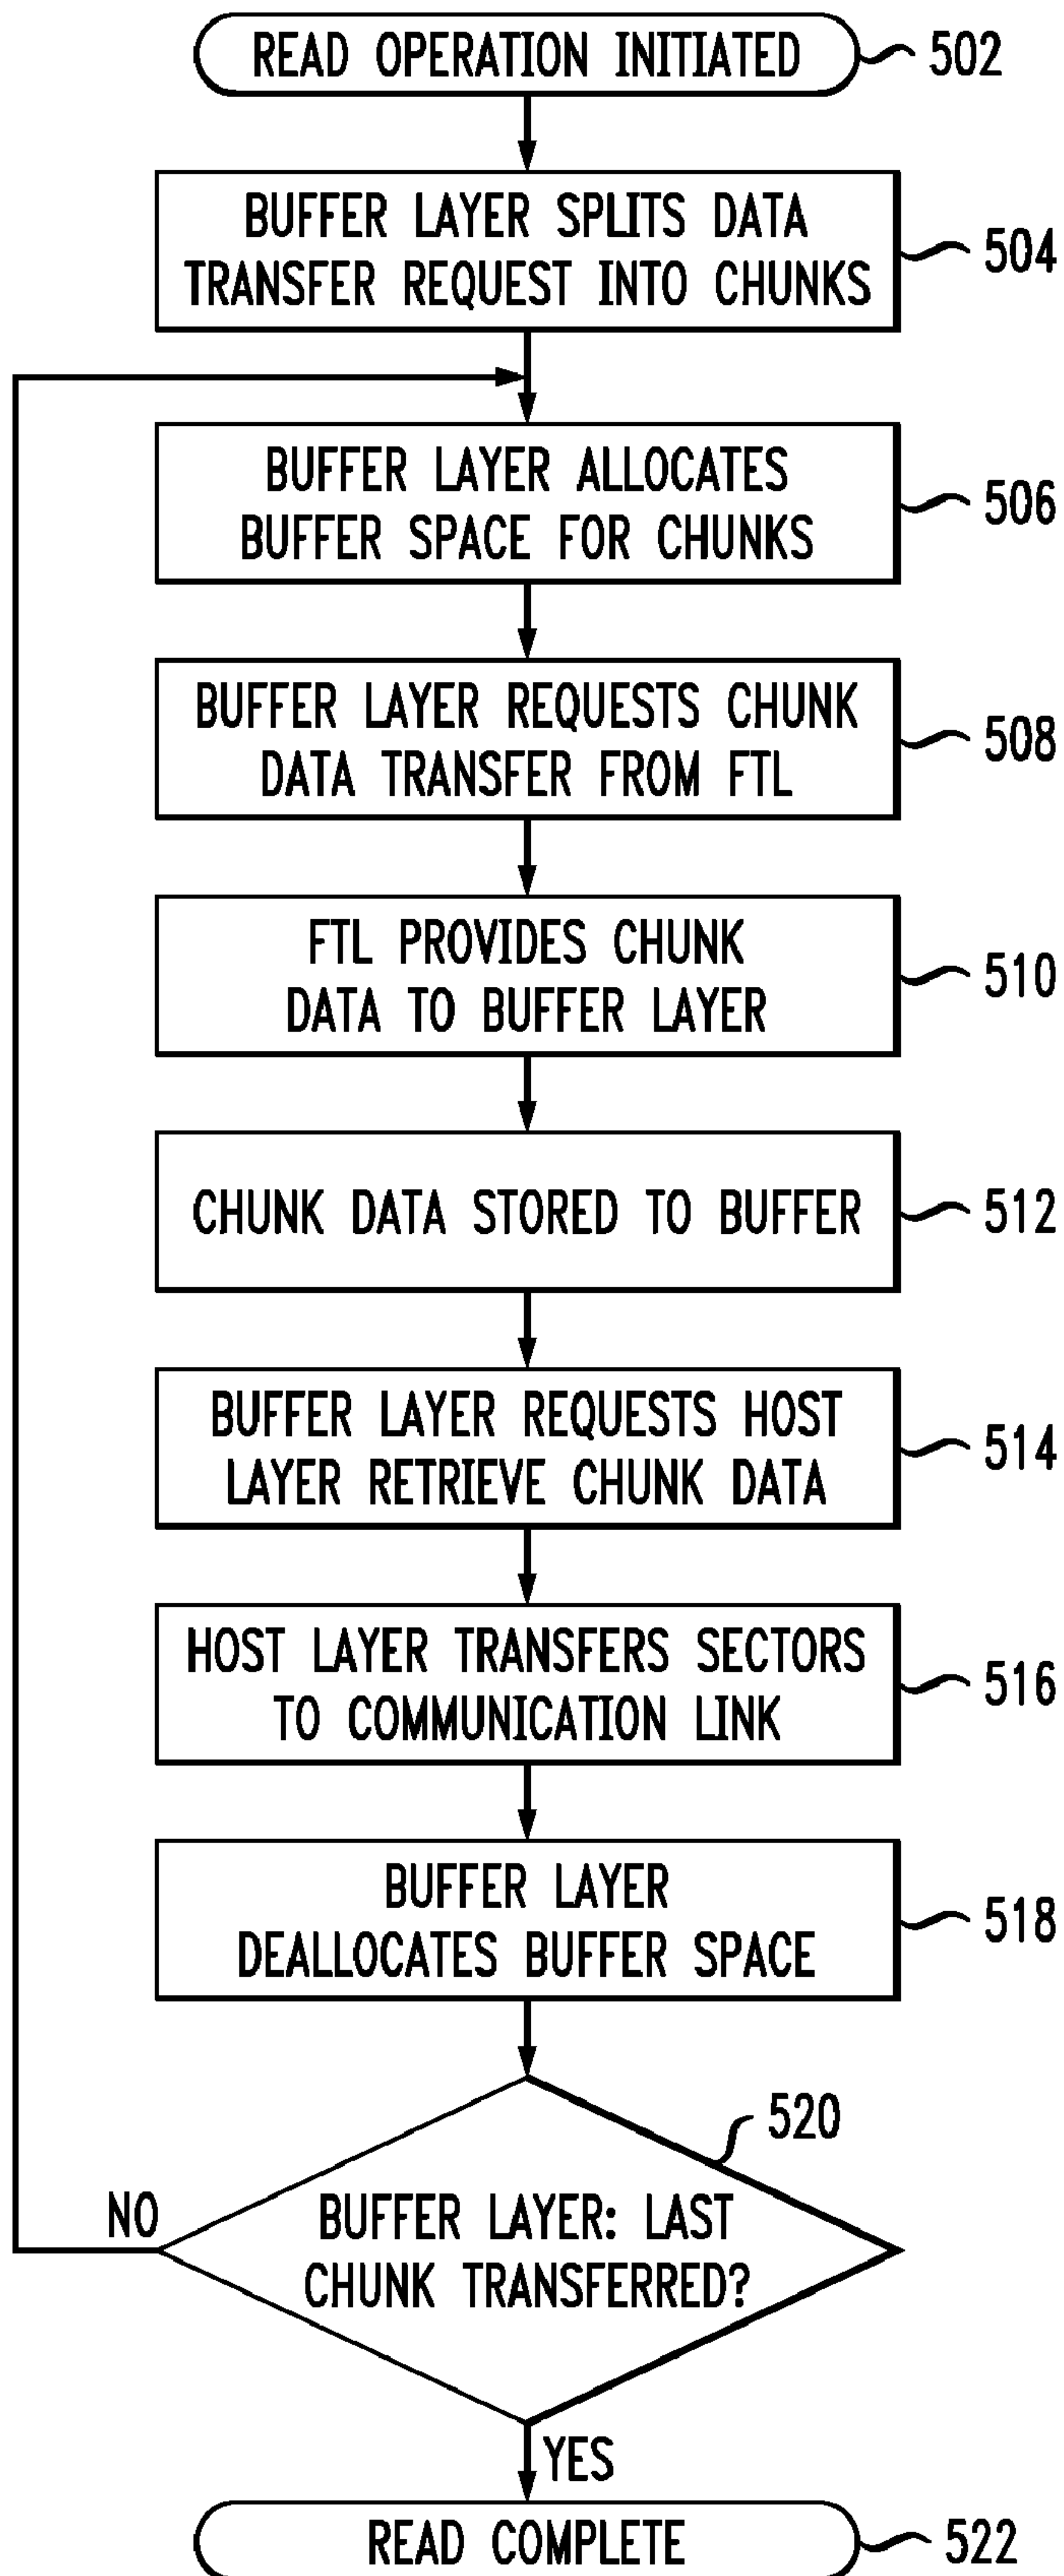 READ OPERATION INITIATED
502
BUFFER LAYER SPLITS DATA
TRANSFER REQUEST INTO CHUNKS
504
BUFFER LAYER ALLOCATES
BUFFER SPACE FOR CHUNKS
506
BUFFER LAYER REQUESTS CHUNK
DATA TRANSFER FROM FTL
508
FTL PROVIDES CHUNK
DATA TO BUFFER LAYER
510
CHUNK DATA STORED TO BUFFER
512
BUFFER LAYER REQUESTS HOST
LAYER RETRIEVE CHUNK DATA
514
HOST LAYER TRANSFERS SECTORS
TO COMMUNICATION LINK
516
BUFFER LAYER
DEALLOCATES BUFFER SPACE
518
520
NO
BUFFER LAYER: LAST
CHUNK TRANSFERRED?
YES
READ COMPLETE
522